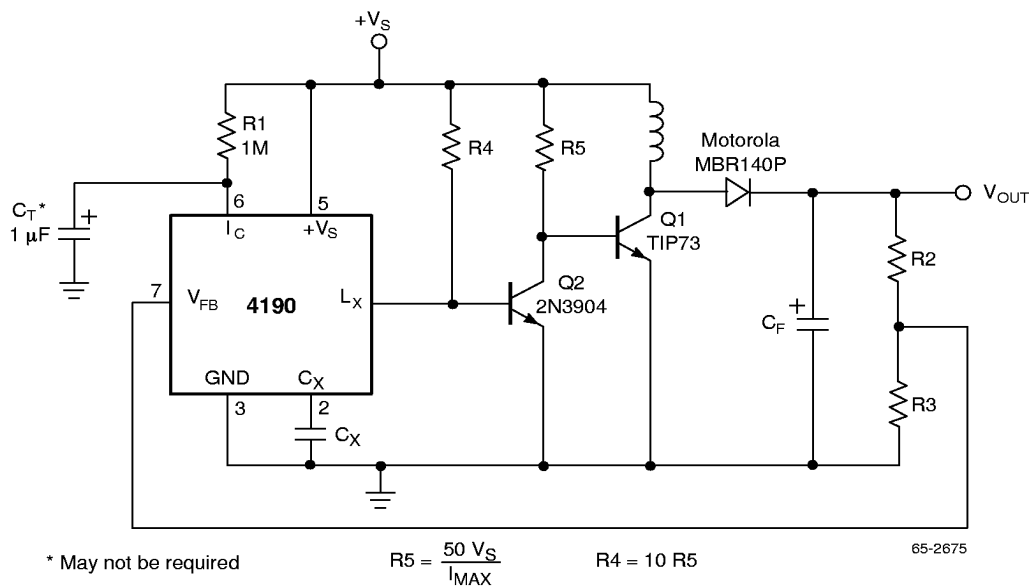 +VS
R1
1M
R4
R5
Motorola
MBR140P
CT*
1 µF
+
6
5
IC
+VS
Q1
TIP73
VOUT
R2
7
VFB
4190
LX
Q2
2N3904
+
CF
GND
CX
3
2
CX
R3
* May not be required
R5 = 50 VS / IMAX
R4 = 10 R5
65-2675